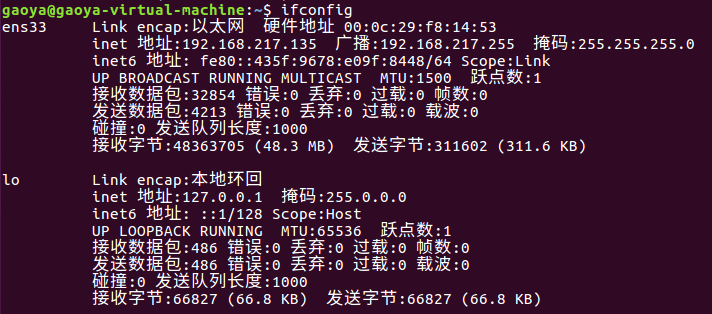 gaoya@gaoya-virtual-machine:~$ ifconfig
ens33     Link encap:以太网  硬件地址 00:0c:29:f8:14:53
          inet 地址:192.168.217.135  广播:192.168.217.255  掩码:255.255.255.0
          inet6 地址: fe80::435f:9678:e09f:8448/64 Scope:Link
          UP BROADCAST RUNNING MULTICAST  MTU:1500  跃点数:1
          接收数据包:32854 错误:0 丢弃:0 过载:0 帧数:0
          发送数据包:4213 错误:0 丢弃:0 过载:0 载波:0
          碰撞:0 发送队列长度:1000
          接收字节:48363705 (48.3 MB)  发送字节:311602 (311.6 KB)
lo        Link encap:本地环回
          inet 地址:127.0.0.1  掩码:255.0.0.0
          inet6 地址: ::1/128 Scope:Host
          UP LOOPBACK RUNNING  MTU:65536  跃点数:1
          接收数据包:486 错误:0 丢弃:0 过载:0 帧数:0
          发送数据包:486 错误:0 丢弃:0 过载:0 载波:0
          碰撞:0 发送队列长度:1000
          接收字节:66827 (66.8 KB)  发送字节:66827 (66.8 KB)